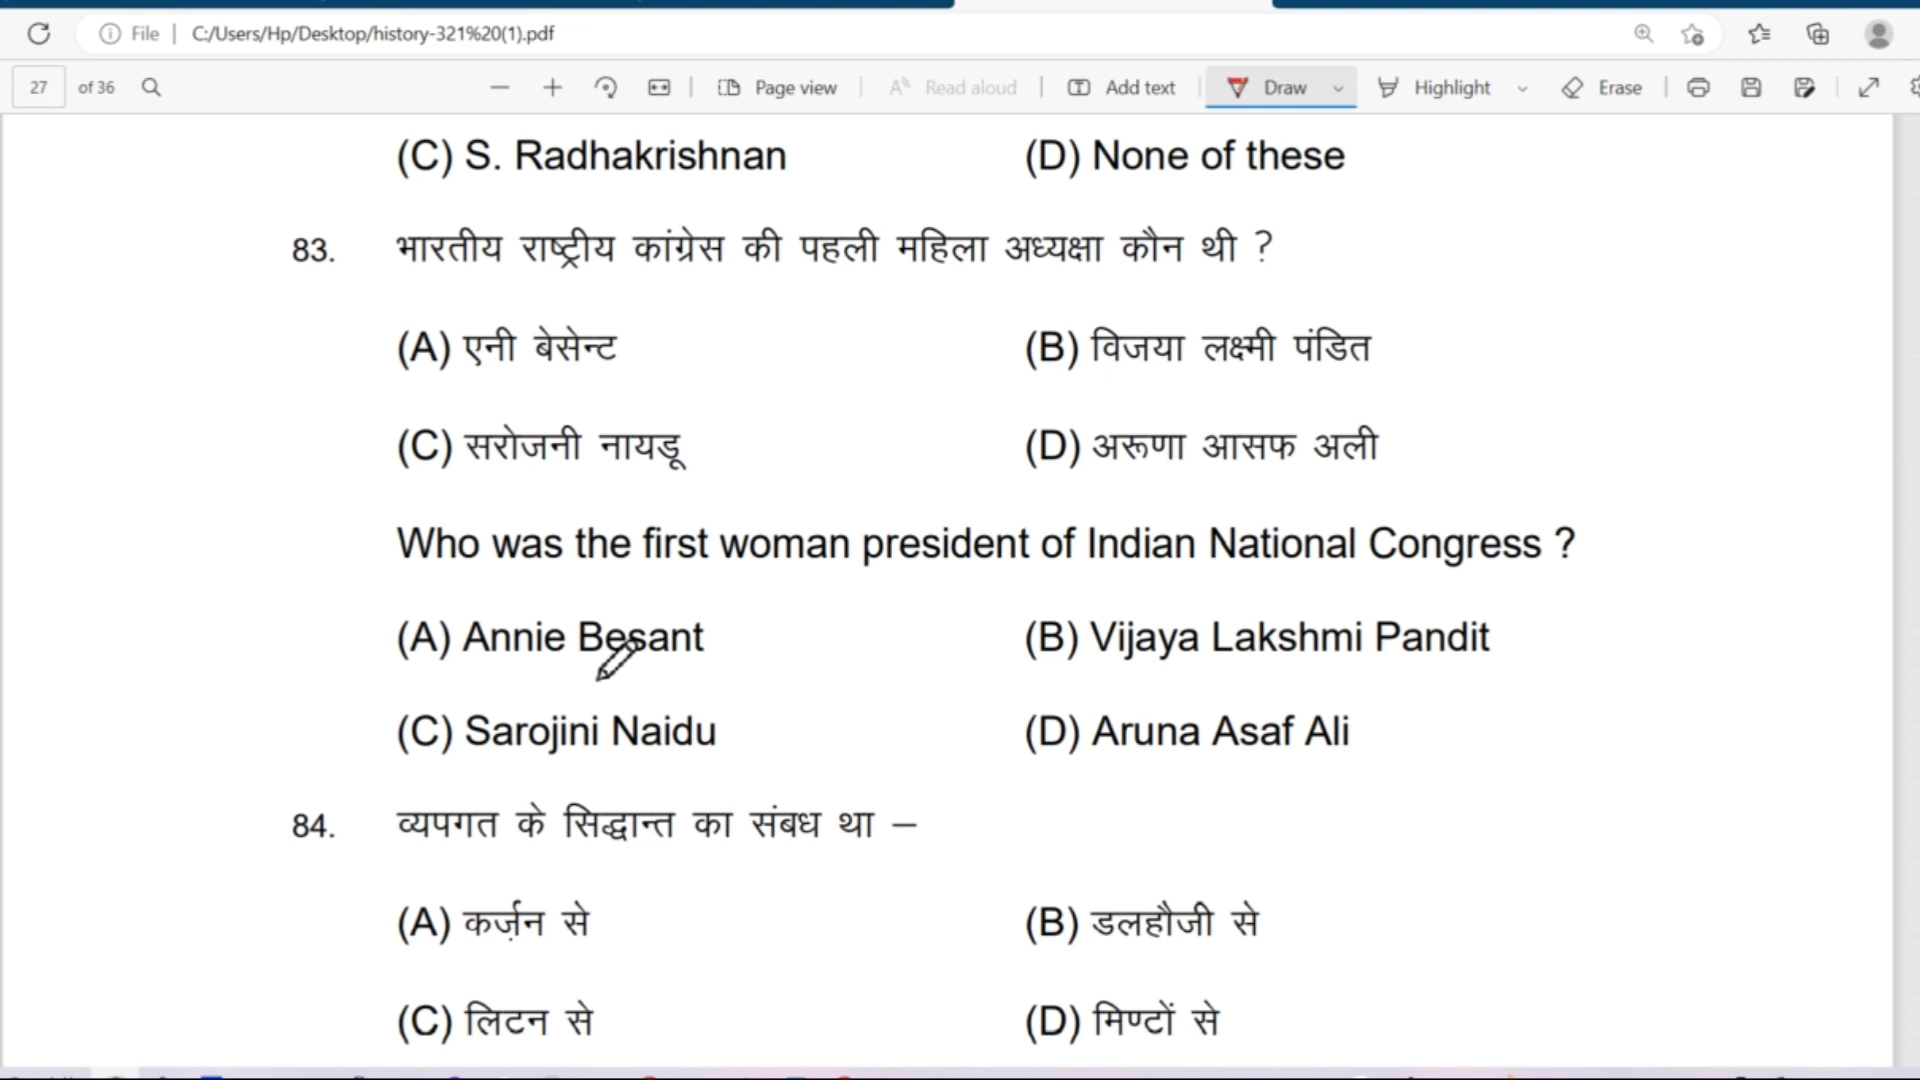 File | C:/Users/Hp/Desktop/history-321%20(1).pdf
27 of 36 Page view Read aloud Add text Draw Highlight Erase
(C) S. Radhakrishnan (D) None of these
83. भारतीय राष्ट्रीय कांग्रेस की पहली महिला अध्यक्षा कौन थी ?
(A) एनी बेसेन्ट (B) विजया लक्ष्मी पंडित
(C) सरोजनी नायडू (D) अरूणा आसफ अली
Who was the first woman president of Indian National Congress ?
(A) Annie Besant (B) Vijaya Lakshmi Pandit
(C) Sarojini Naidu (D) Aruna Asaf Ali
84. व्यपगत के सिद्धान्त का संबध था –
(A) कर्ज़न से (B) डलहौजी से
(C) लिटन से (D) मिण्टों से